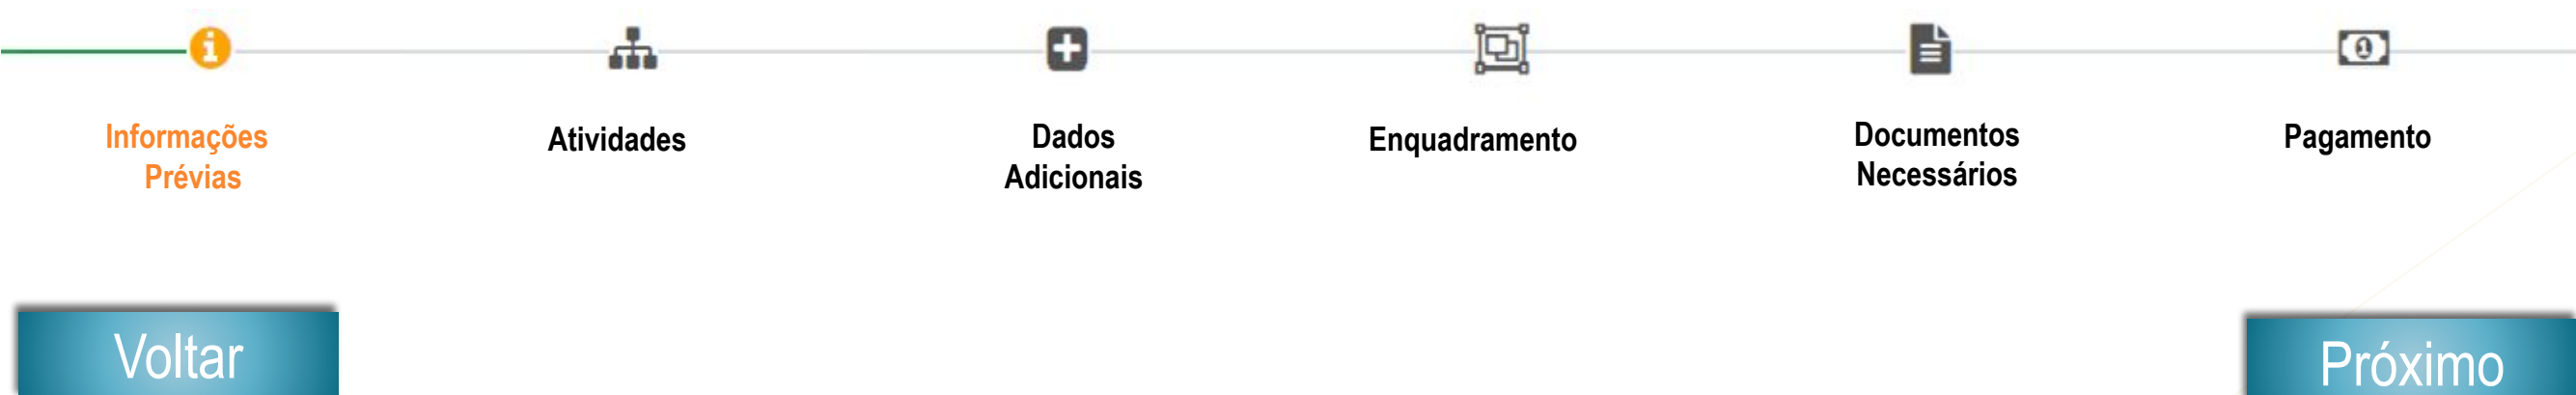 Informações
Prévias
Atividades
Dados
Adicionais
Enquadramento
Documentos
Necessários
Pagamento
Voltar
Próximo